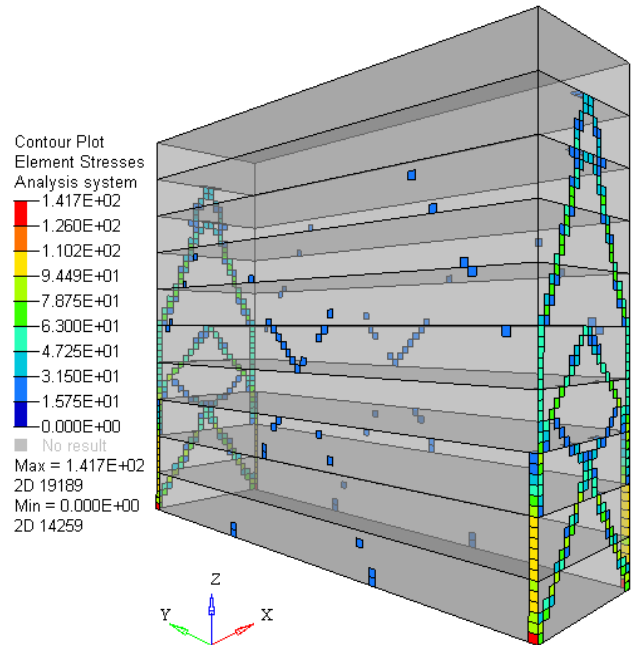 Contour Plot
Element Stresses
Analysis system
1.417E+02
1.260E+02
1.102E+02
9.449E+01
7.875E+01
6.300E+01
4.725E+01
3.150E+01
1.575E+01
0.000E+00
No result
Max = 1.417E+02
2D 19189
Min = 0.000E+00
2D 14259
Z
Y X